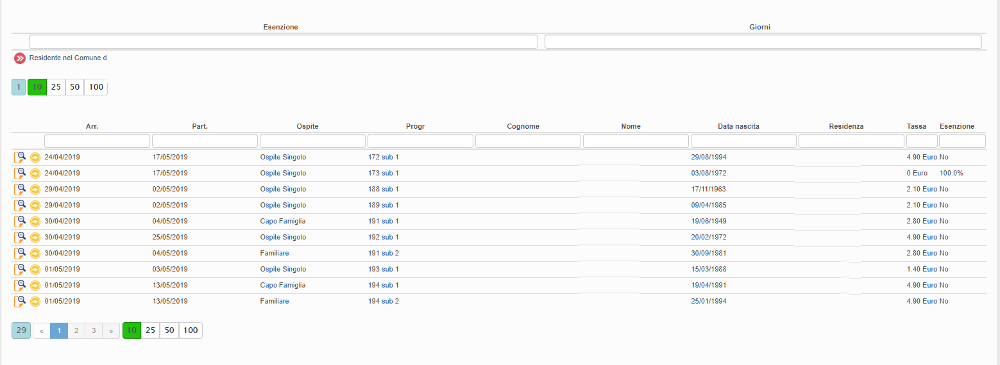 Esenzione Giorni
Residente nel Comune d
1 10 25 50 100
Arr. Part. Ospite Progr Cognome Nome Data nascita Residenza Tassa Esenzione
24/04/2019 17/05/2019 Ospite Singolo 172 sub 1 29/08/1994 4.90 Euro No
24/04/2019 17/05/2019 Ospite Singolo 173 sub 1 03/08/1972 0 Euro 100.0%
29/04/2019 02/05/2019 Ospite Singolo 188 sub 1 17/11/1963 2.10 Euro No
29/04/2019 02/05/2019 Ospite Singolo 189 sub 1 09/04/1985 2.10 Euro No
30/04/2019 04/05/2019 Capo Famiglia 191 sub 1 19/06/1949 2.80 Euro No
30/04/2019 25/05/2019 Ospite Singolo 192 sub 1 20/02/1972 4.90 Euro No
30/04/2019 04/05/2019 Familiare 191 sub 2 30/09/1981 2.80 Euro No
01/05/2019 03/05/2019 Ospite Singolo 193 sub 1 15/03/1988 1.40 Euro No
01/05/2019 13/05/2019 Capo Famiglia 194 sub 1 19/04/1991 4.90 Euro No
01/05/2019 13/05/2019 Familiare 194 sub 2 25/01/1994 4.90 Euro No
29 « 1 2 3 » 10 25 50 100